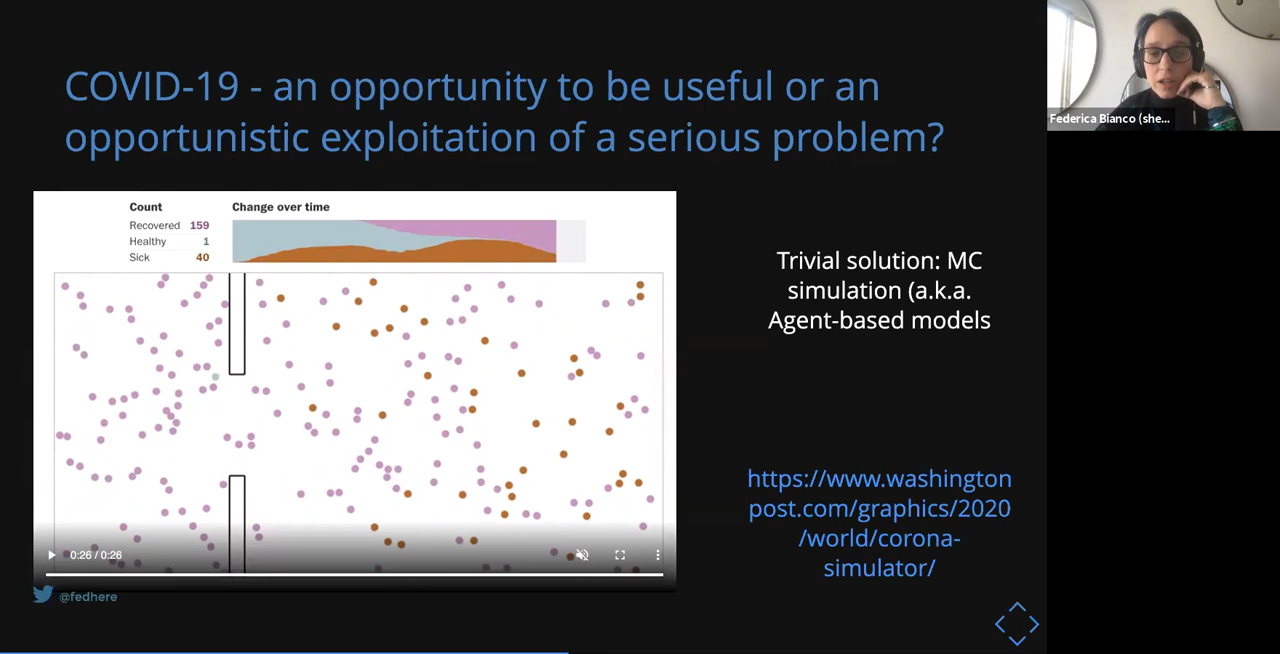 COVID-19 - an opportunity to be useful or an
opportunistic exploitation of a serious problem?
Count
Recovered 159
Healthy 1
Sick 40
Change over time
Trivial solution: MC
simulation (a.k.a.
Agent-based models
https://www.washington
post.com/graphics/2020
/world/corona-
simulator/
0:26 / 0:26
@fedhere
Federica Bianco (she...